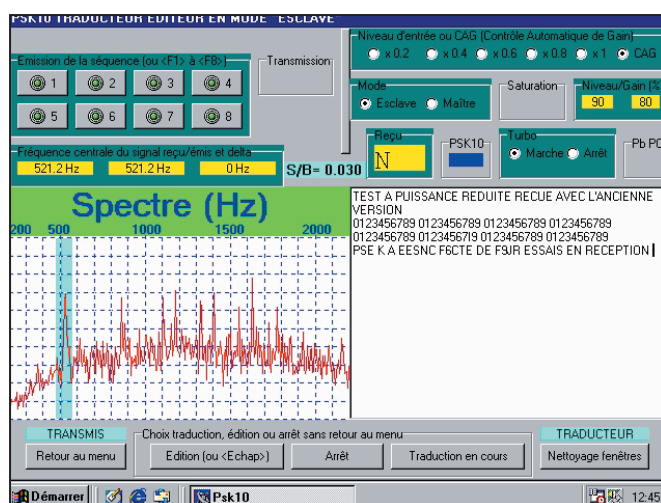 PSK10 TRADUCTEUR EDITEUR EN MODE "ESCLAVE"
Emission de la séquence (ou <F1> à <F8>)
1 2 3 4
5 6 7 8
Transmission
Niveau d'entrée ou CAG (Contrôle Automatique de Gain)
x 0.2 x 0.4 x 0.6 x 0.8 x 1 CAG
Mode
Esclave Maître
Saturation
Niveau/Gain (%
90 80
Fréquence centrale du signal reçu/émis et delta
521.2 Hz 521.2 Hz 0 Hz
S/B= 0.030
Reçu
N
PSK10
Turbo
Marche Arrêt
Pb PC
Spectre (Hz)
200 500 1000 1500 2000
TEST A PUISSANCE REDUITE RECUE AVEC L'ANCIENNE
VERSION
0123456789 0123456789 0123456789 0123456789
0123456789 01234567I9 0123456789 0123456789
PSE K A EESNC F6CTE DE F9JR ESSAIS EN RECEPTION
TRANSMIS
Retour au menu
Choix traduction, édition ou arrêt sans retour au menu
Edition (ou <Echap>) Arrêt Traduction en cours
TRADUCTEUR
Nettoyage fenêtres
Démarrer Psk10 12:45